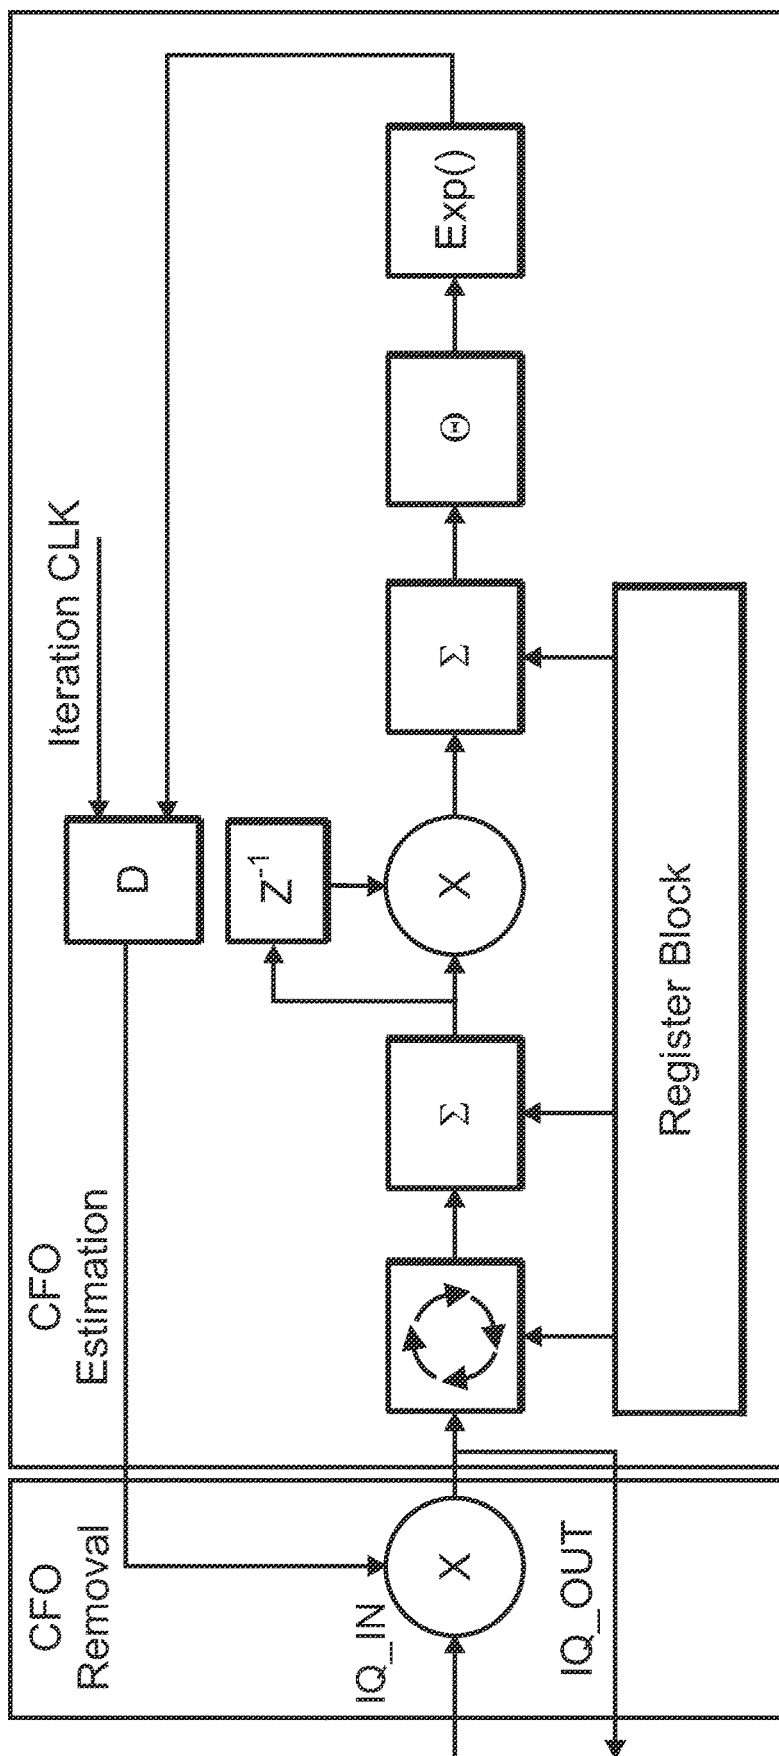 CFO
Removal
IQ_IN
X
IQ_OUT
CFO
Estimation
D
Iteration CLK
Z-1
Σ
X
Σ
Θ
Exp()
Register Block